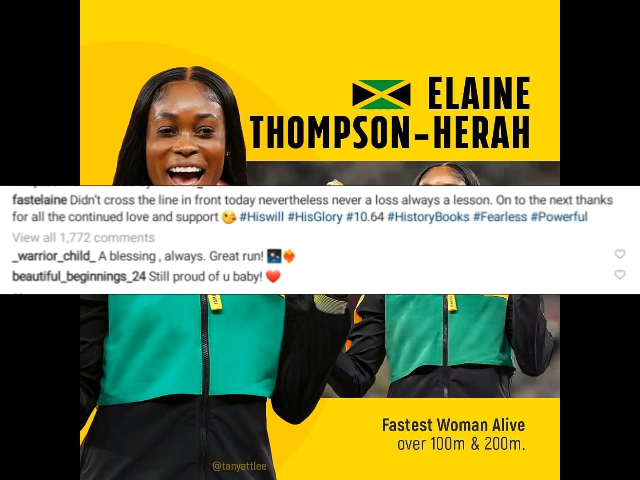 ELAINE
THOMPSON-HERAH
fastelaine Didn't cross the line in front today nevertheless never a loss always a lesson. On to the next thanks
for all the continued love and support 😘 #Hiswill #HisGlory #10.64 #HistoryBooks #Fearless #Powerful
View all 1,772 comments
_warrior_child_ A blessing , always. Great run! 🎆❤️‍🔥
beautiful_beginnings_24 Still proud of u baby! ❤️
Fastest Woman Alive
over 100m & 200m.
@tanyattlee